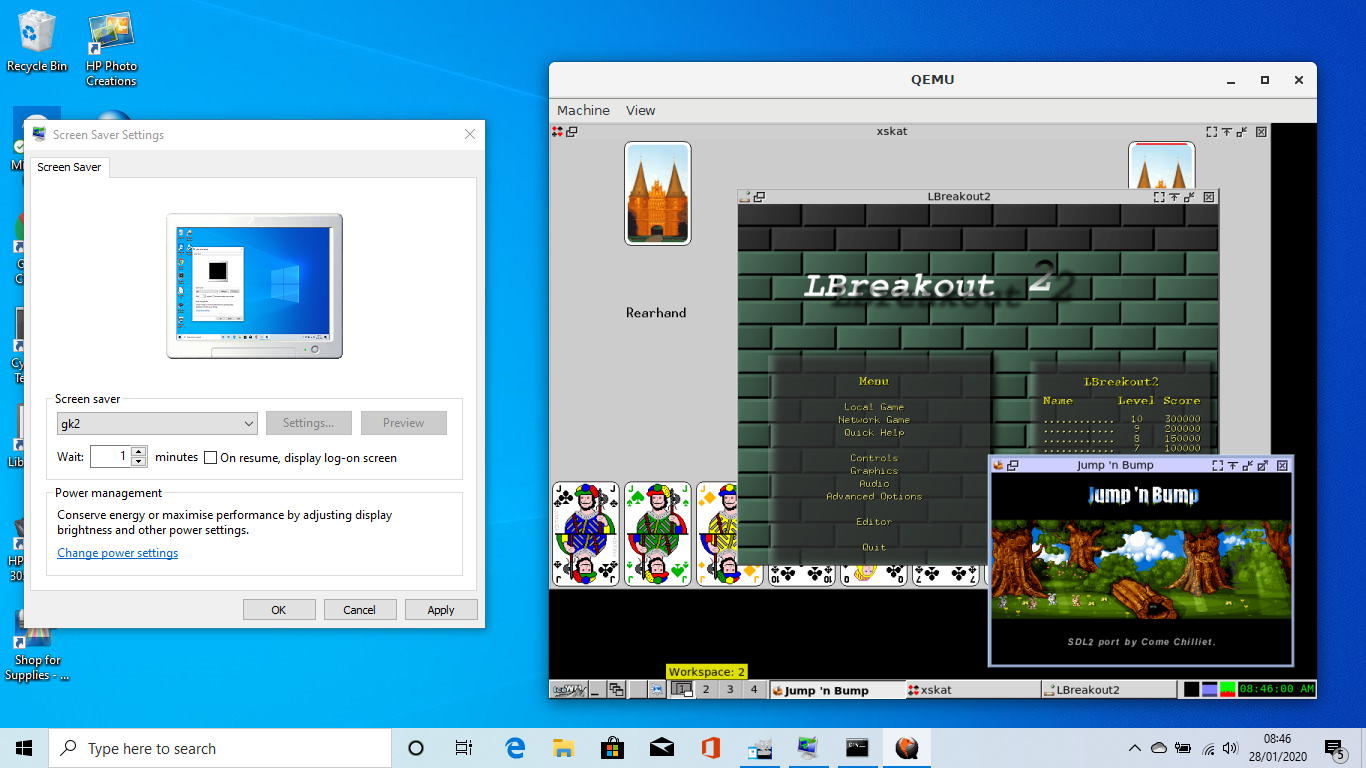 Recycle Bin
HP Photo
Creations
Screen Saver Settings
Screen Saver
Screen saver
gk2
Settings...
Preview
Wait:
1
minutes
On resume, display log-on screen
Power management
Conserve energy or maximise performance by adjusting display
brightness and other power settings.
Change power settings
OK
Cancel
Apply
Shop for
Supplies - ...
QEMU
Machine
View
xskat
Rearhand
LBreakout2
LBreakout 2
Menu
Local Game
Network Game
Quick Help
Controls
Graphics
Audio
Advanced Options
Editor
Quit
LBreakout2
Name Level Score
............ 10 300000
............ 9 200000
............ 8 150000
............ 7 100000
Jump 'n Bump
Jump 'n Bump
SDL2 port by Come Chilliet.
Workspace: 2
1 2 3 4
Jump 'n Bump
xskat
LBreakout2
08:46:00 AM
Type here to search
08:46
28/01/2020
5